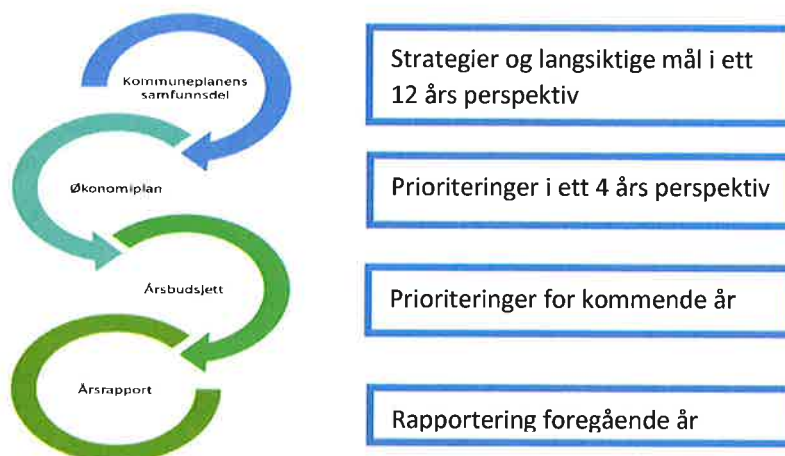 Kommuneplanens
samfunnsdel
Strategier og langsiktige mål i ett
12 års perspektiv
Økonomiplan
Prioriteringer i ett 4 års perspektiv
Årsbudsjett
Prioriteringer for kommende år
Årsrapport
Rapportering foregående år